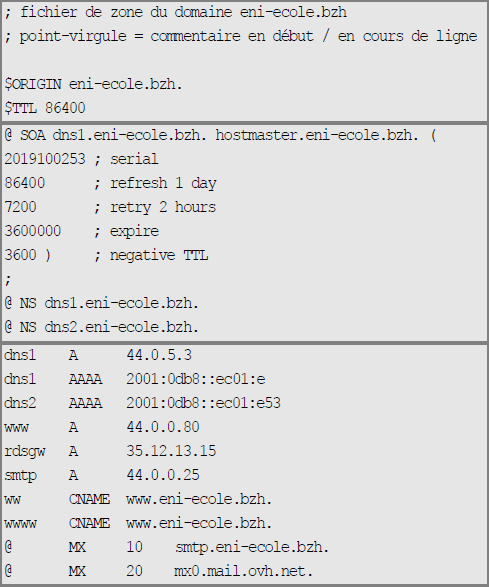 ; fichier de zone du domaine eni-ecole.bzh
; point-virgule = commentaire en début / en cours de ligne
$ORIGIN eni-ecole.bzh.
$TTL 86400
@ SOA dns1.eni-ecole.bzh. hostmaster.eni-ecole.bzh. (
2019100253 ; serial
86400 ; refresh 1 day
7200 ; retry 2 hours
3600000 ; expire
3600 ) ; negative TTL
;
@ NS dns1.eni-ecole.bzh.
@ NS dns2.eni-ecole.bzh.
dns1 A 44.0.5.3
dns1 AAAA 2001:0db8::ec01:e
dns2 AAAA 2001:0db8::ec01:e53
www A 44.0.0.80
rdsgw A 35.12.13.15
smtp A 44.0.0.25
ww CNAME www.eni-ecole.bzh.
wwww CNAME www.eni-ecole.bzh.
@ MX 10 smtp.eni-ecole.bzh.
@ MX 20 mx0.mail.ovh.net.